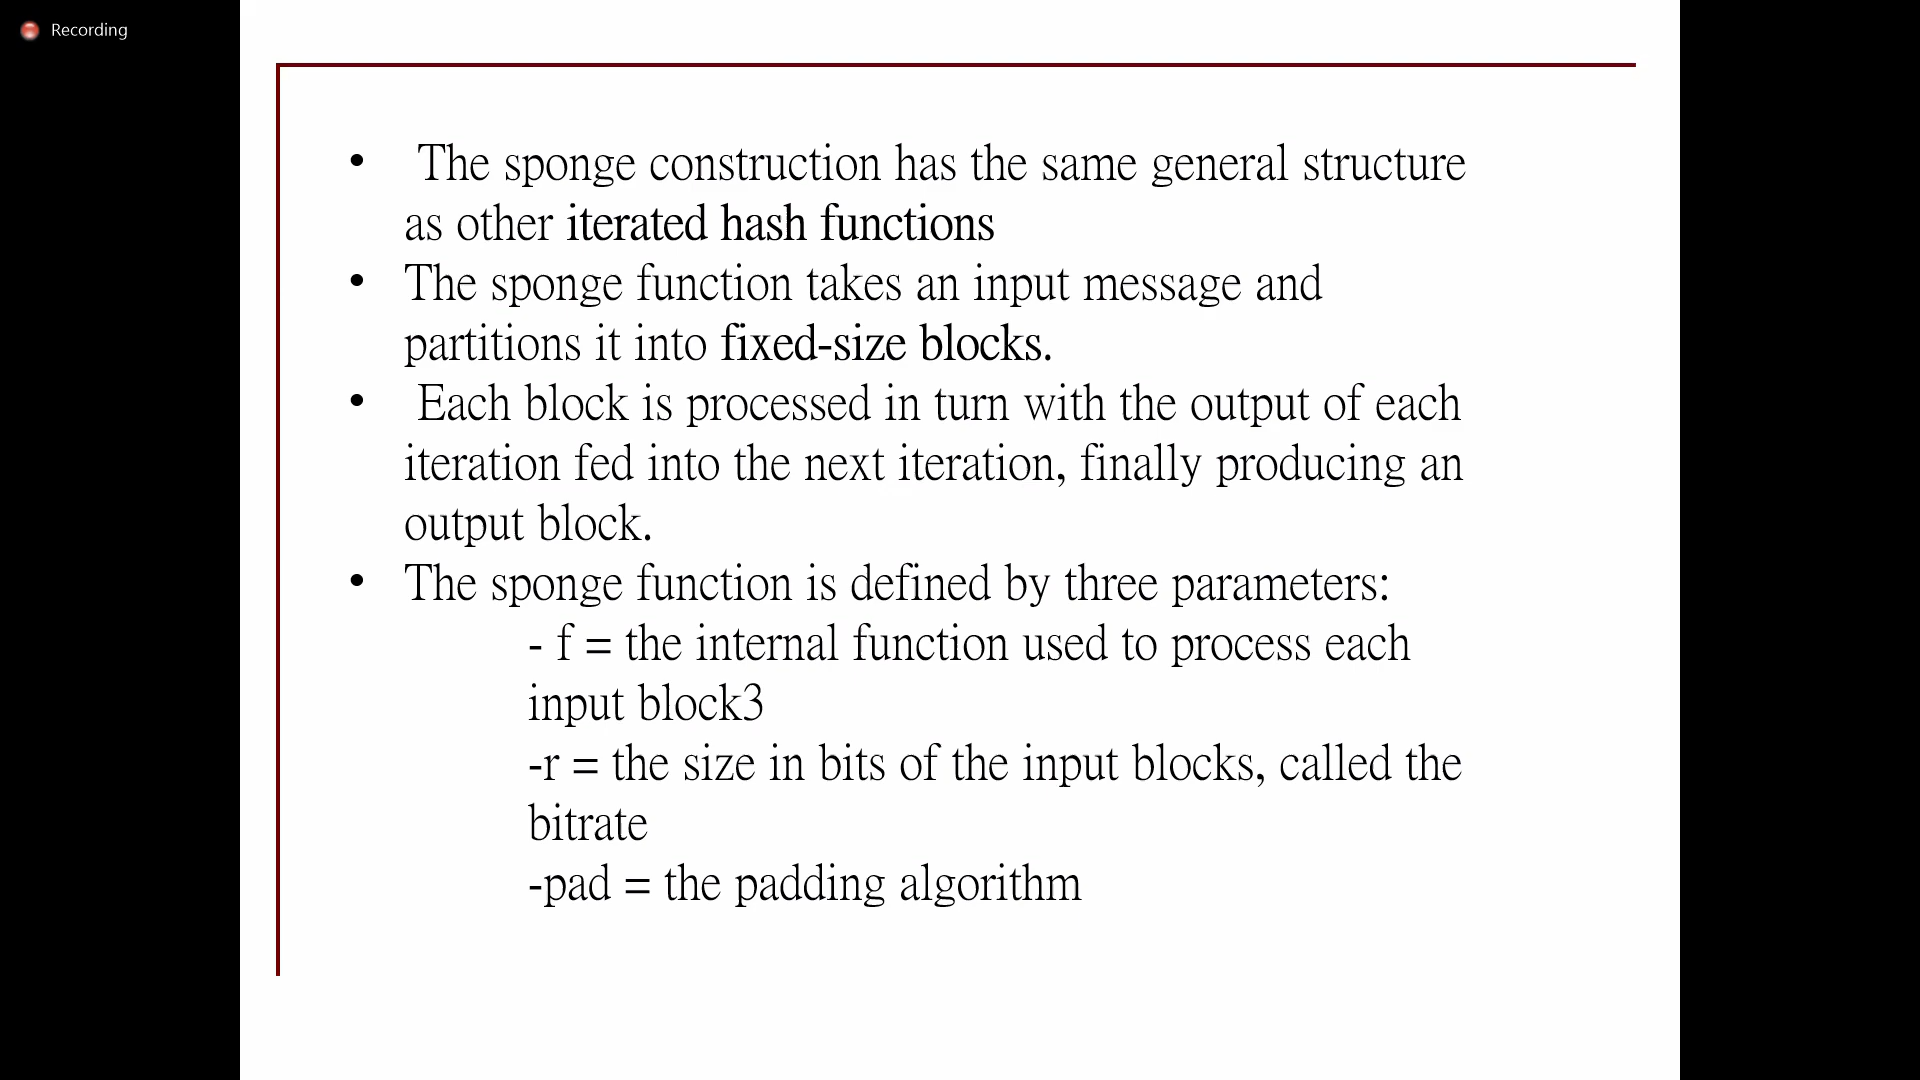 Recording
• The sponge construction has the same general structure
as other iterated hash functions
• The sponge function takes an input message and
partitions it into fixed-size blocks.
• Each block is processed in turn with the output of each
iteration fed into the next iteration, finally producing an
output block.
• The sponge function is defined by three parameters:
- f = the internal function used to process each
input block3
-r = the size in bits of the input blocks, called the
bitrate
-pad = the padding algorithm